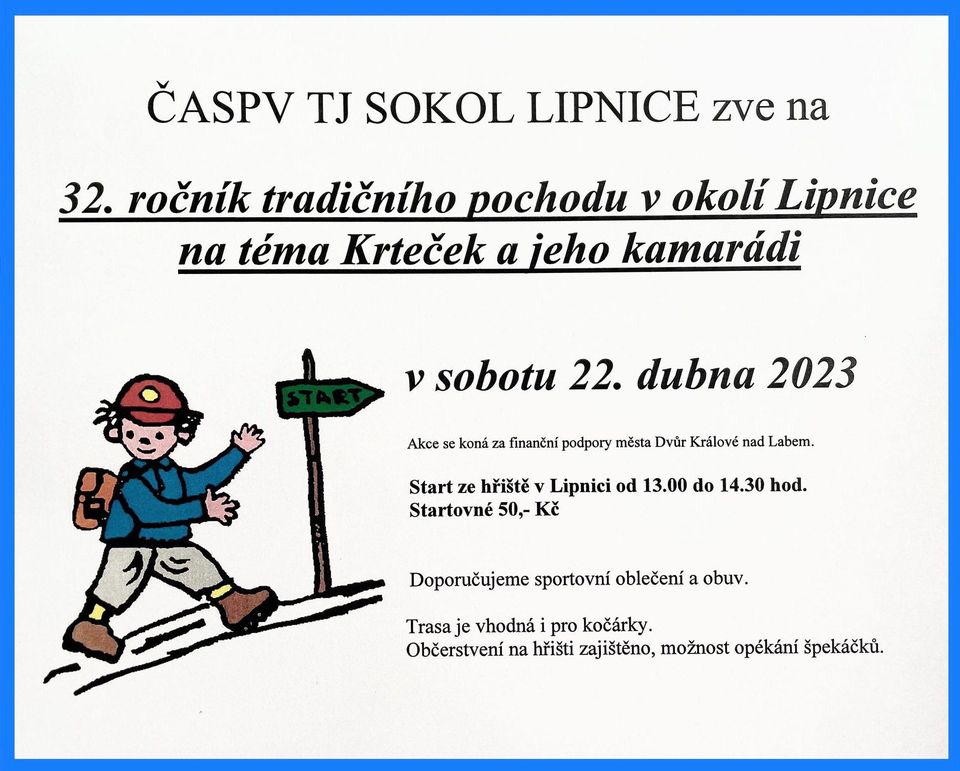 ČASPV TJ SOKOL LIPNICE zve na
32. ročník tradičního pochodu v okolí Lipnice
na téma Krteček a jeho kamarádi
v sobotu 22. dubna 2023
START
Akce se koná za finanční podpory města Dvůr Králové nad Labem.
Start ze hřiště v Lipnici od 13.00 do 14.30 hod.
Startovné 50,- Kč
Doporučujeme sportovní oblečení a obuv.
Trasa je vhodná i pro kočárky.
Občerstvení na hřišti zajištěno, možnost opékání špekáčků.